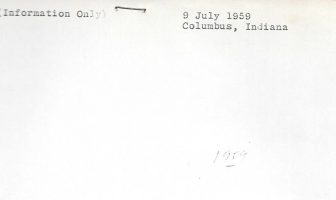 (Information Only) 9 July 1959
Columbus, Indiana
1959